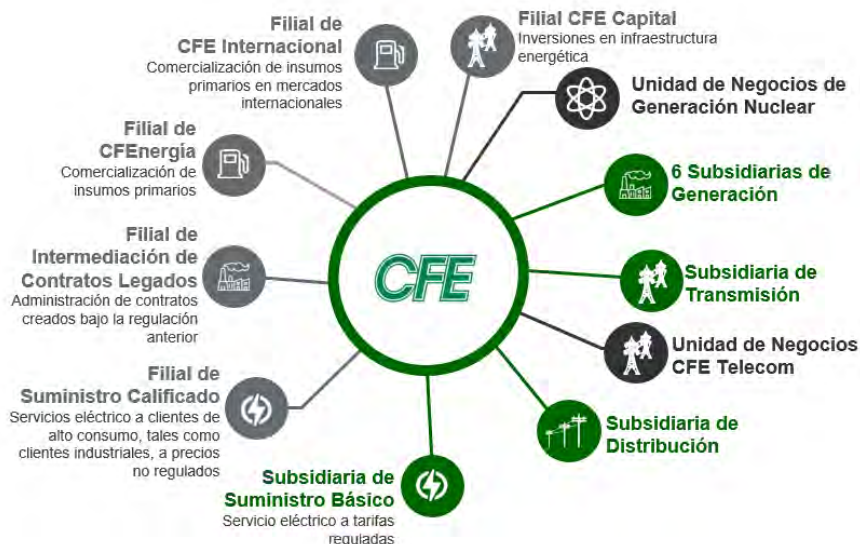 Filial de
CFE Internacional
Comercialización de insumos
primarios en mercados
internacionales
Filial CFE Capital
Inversiones en infraestructura
energética
Unidad de Negocios de
Generación Nuclear
6 Subsidiarias de
Generación
Subsidiaria de
Transmisión
Unidad de Negocios
CFE Telecom
Subsidiaria de
Distribución
Subsidiaria de
Suministro Básico
Servicio eléctrico a tarifas
reguladas
Filial de
Suministro Calificado
Servicios eléctrico a clientes de
alto consumo, tales como
clientes industriales, a precios
no regulados
Filial de
Intermediación de
Contratos Legados
Administración de contratos
creados bajo la regulación
anterior
Filial de
CFEnergía
Comercialización de
insumos primarios
CFE